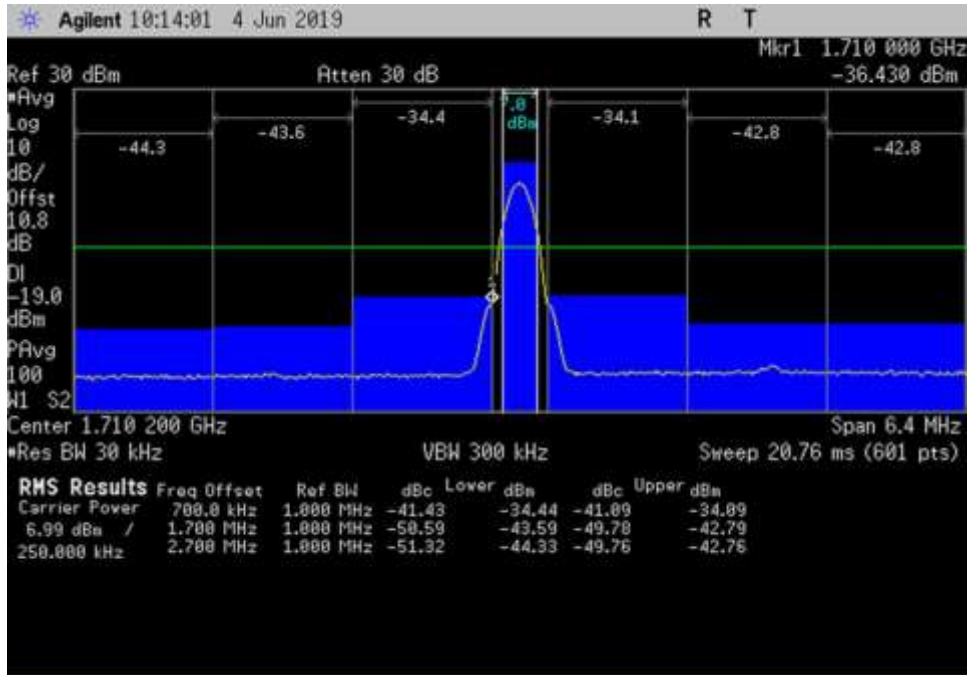 Agilent 10:14:01 4 Jun 2019 R T
Mkr1 1.710 000 GHz
Ref 30 dBm Atten 30 dB -36.430 dBm
*Avg
Log
10
dB/
Offst
10.8
dB
DI
-19.0
dBm
PAvg
100
W1 S2
-44.3 -43.6 -34.4 7.0 dBm -34.1 -42.8 -42.8
Center 1.710 200 GHz Span 6.4 MHz
*Res BW 30 kHz VBW 300 kHz Sweep 20.76 ms (601 pts)
RMS Results Freq Offset Ref BW dBc Lower dBm dBc Upper dBm
Carrier Power 700.0 kHz 1.000 MHz -41.43 -34.44 -41.09 -34.09
6.99 dBm / 1.700 MHz 1.000 MHz -50.59 -43.59 -49.78 -42.79
250.000 kHz 2.700 MHz 1.000 MHz -51.32 -44.33 -49.76 -42.76